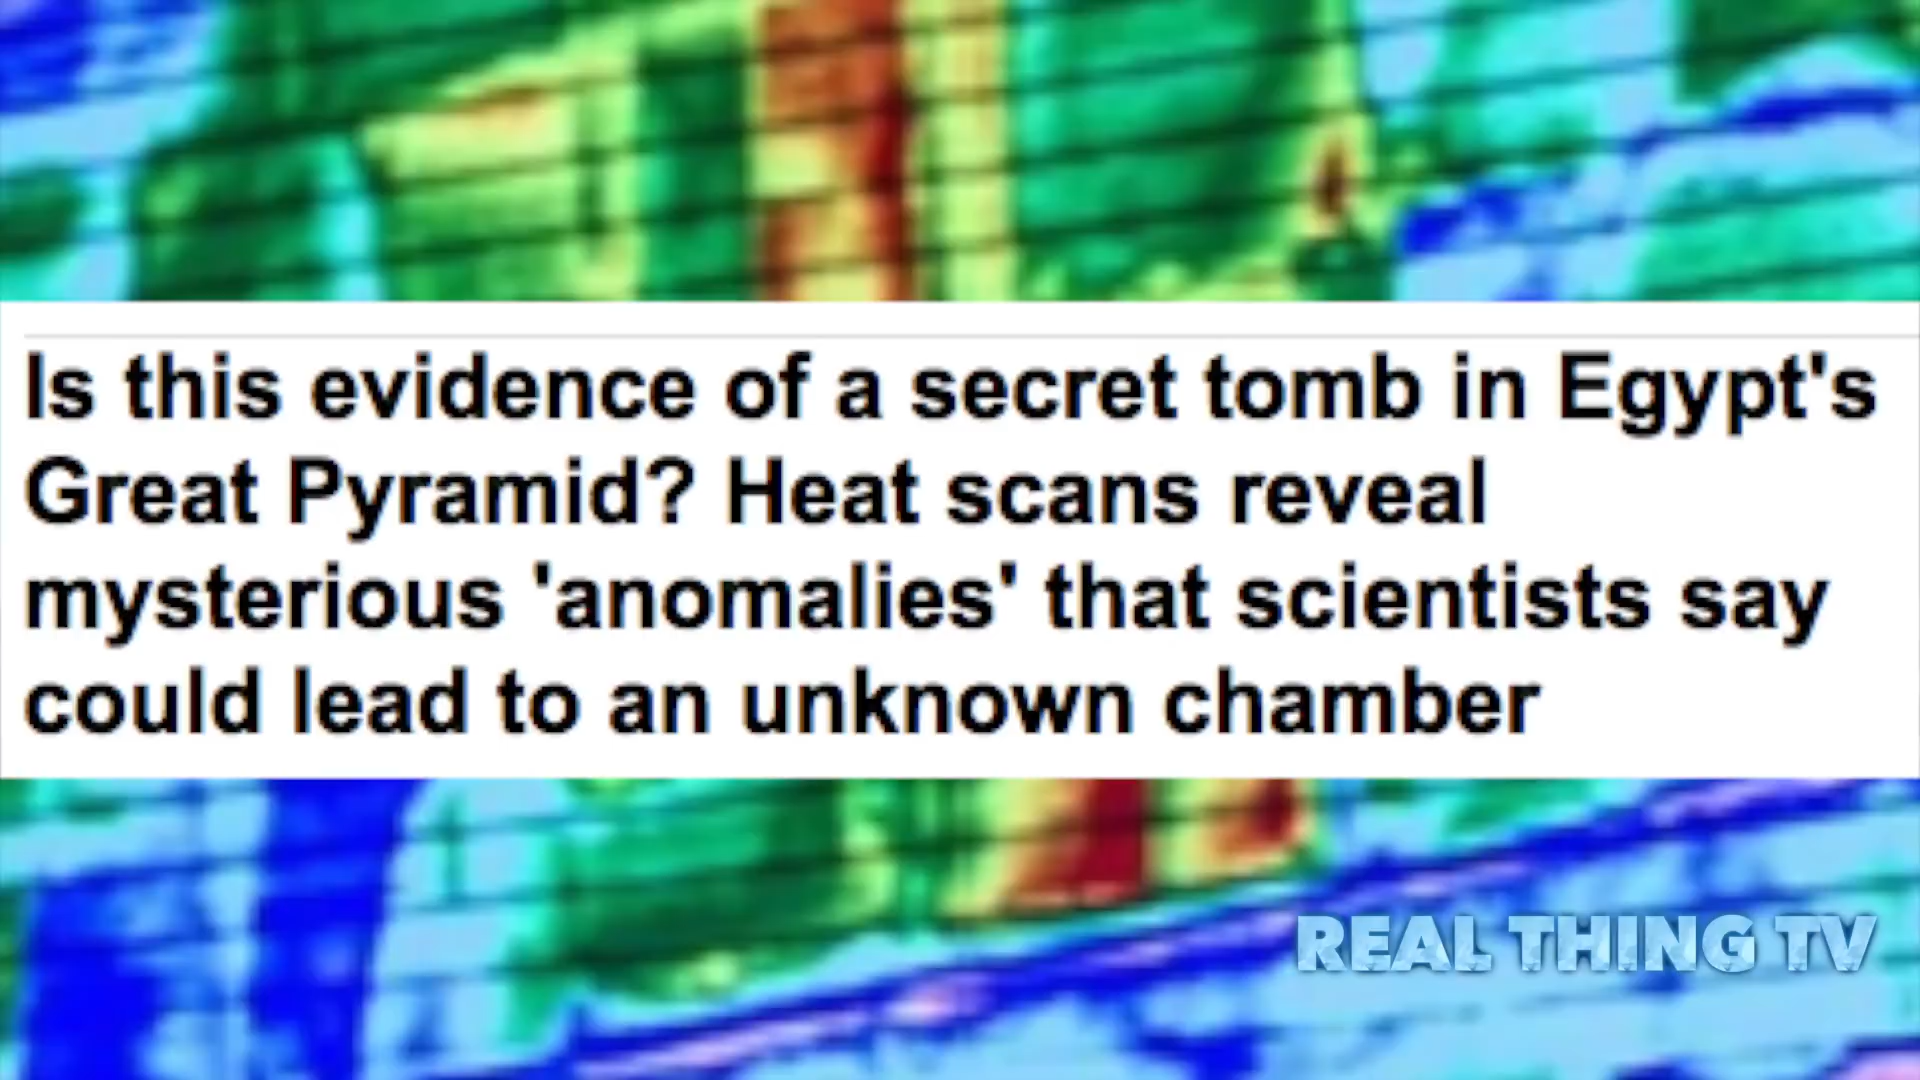 Is this evidence of a secret tomb in Egypt's
Great Pyramid? Heat scans reveal
mysterious 'anomalies' that scientists say
could lead to an unknown chamber
REAL THING TV